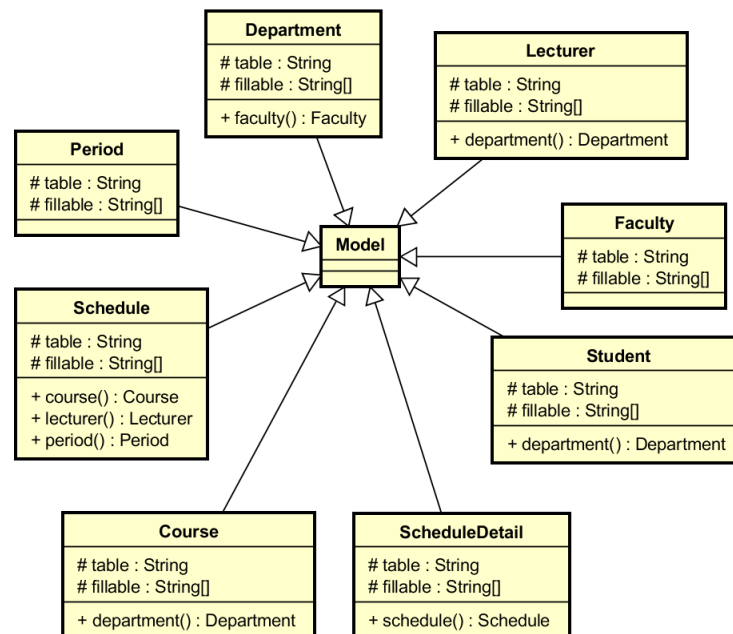 Department
# table : String
# fillable : String[]
+ faculty() : Faculty
Lecturer
# table : String
# fillable : String[]
+ department() : Department
Period
# table : String
# fillable : String[]
Model
Faculty
# table : String
# fillable : String[]
Schedule
# table : String
# fillable : String[]
+ course() : Course
+ lecturer() : Lecturer
+ period() : Period
Student
# table : String
# fillable : String[]
+ department() : Department
Course
# table : String
# fillable : String[]
+ department() : Department
ScheduleDetail
# table : String
# fillable : String[]
+ schedule() : Schedule